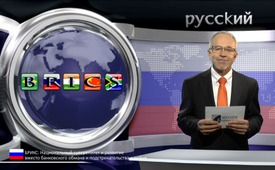 русский
BRICS
БРИКС: Национальный суверенитет и развитие
вместо банковского обмана и подстрекательства